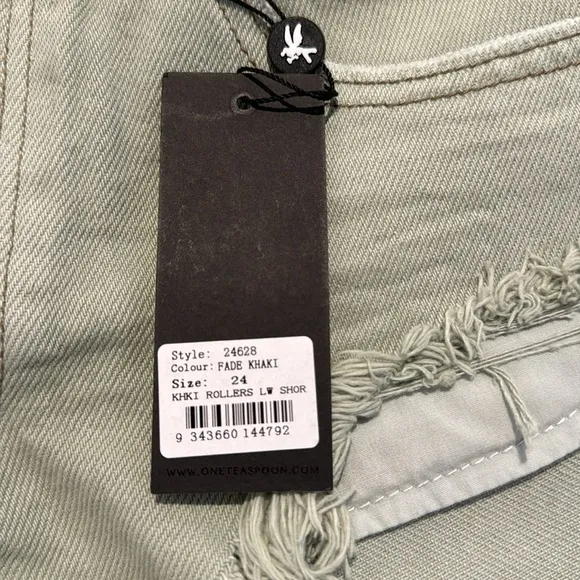 Style: 24628
Colour: FADE KHAKI
Size: 24
KHKI ROLLERS LW SHOR
9 343660 144792
WWW.ONETEASPOON.COM